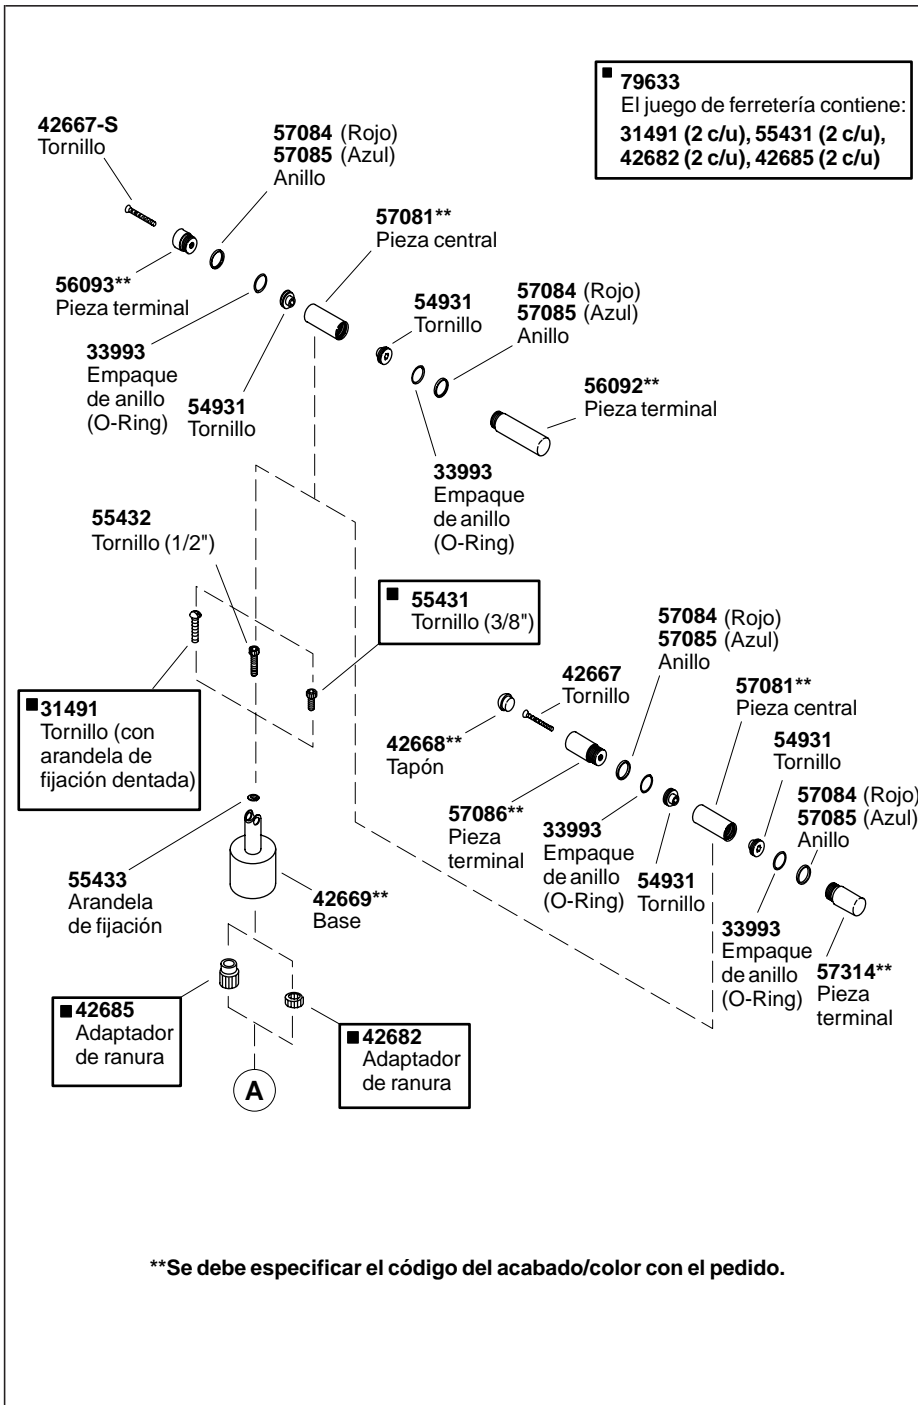 ■ 79633
El juego de ferretería contiene:
31491 (2 c/u), 55431 (2 c/u),
42682 (2 c/u), 42685 (2 c/u)
42667-S
Tornillo
57084 (Rojo)
57085 (Azul)
Anillo
57081**
Pieza central
56093**
Pieza terminal
54931
Tornillo
57084 (Rojo)
57085 (Azul)
Anillo
33993
Empaque
de anillo
(O-Ring)
54931
Tornillo
56092**
Pieza terminal
33993
Empaque
de anillo
(O-Ring)
55432
Tornillo (1/2")
■ 55431
Tornillo (3/8")
■ 31491
Tornillo (con
arandela de
fijación dentada)
57084 (Rojo)
57085 (Azul)
Anillo
42667
Tornillo
57081**
Pieza central
42668**
Tapón
54931
Tornillo
57086**
Pieza
terminal
33993
Empaque
de anillo
(O-Ring)
54931
Tornillo
57084 (Rojo)
57085 (Azul)
Anillo
55433
Arandela
de fijación
42669**
Base
33993
Empaque
de anillo
(O-Ring)
57314**
Pieza
terminal
■ 42685
Adaptador
de ranura
■ 42682
Adaptador
de ranura
A
**Se debe especificar el código del acabado/color con el pedido.